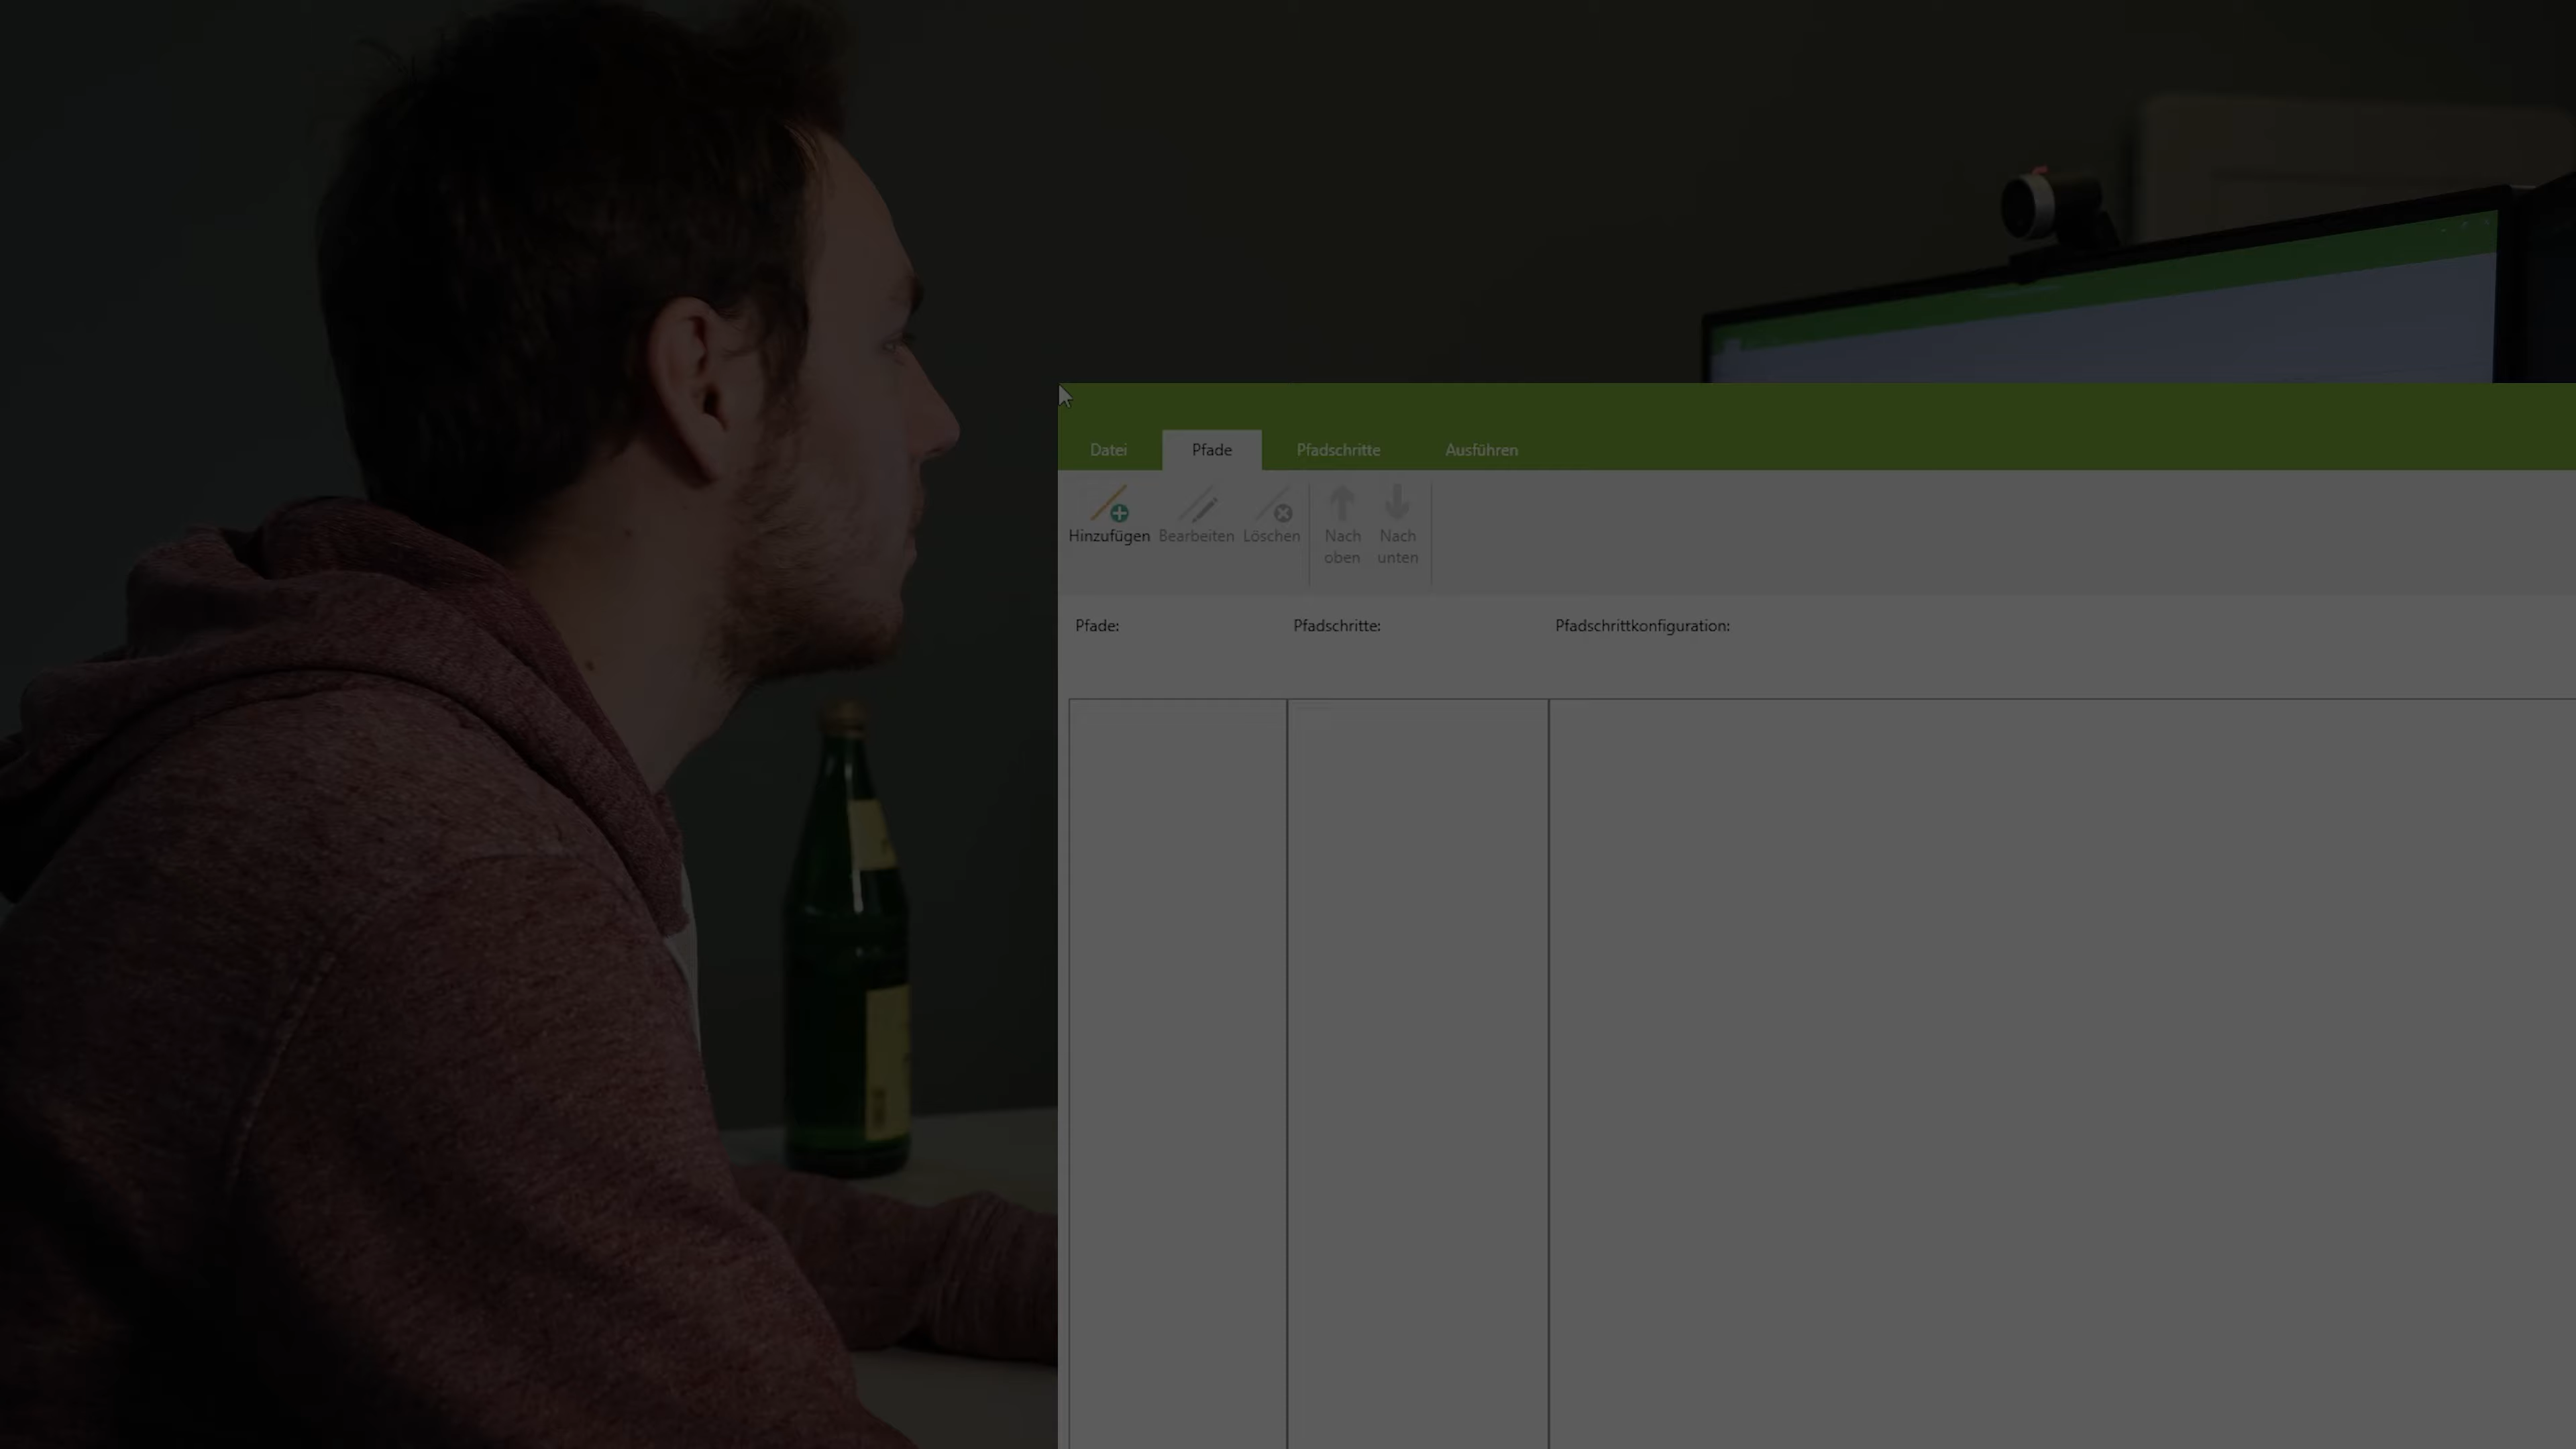 Datei Pfade Pfadschritte Ausführen
Hinzufügen Bearbeiten Löschen Nach oben Nach unten
Pfade: Pfadschritte: Pfadschrittkonfiguration: